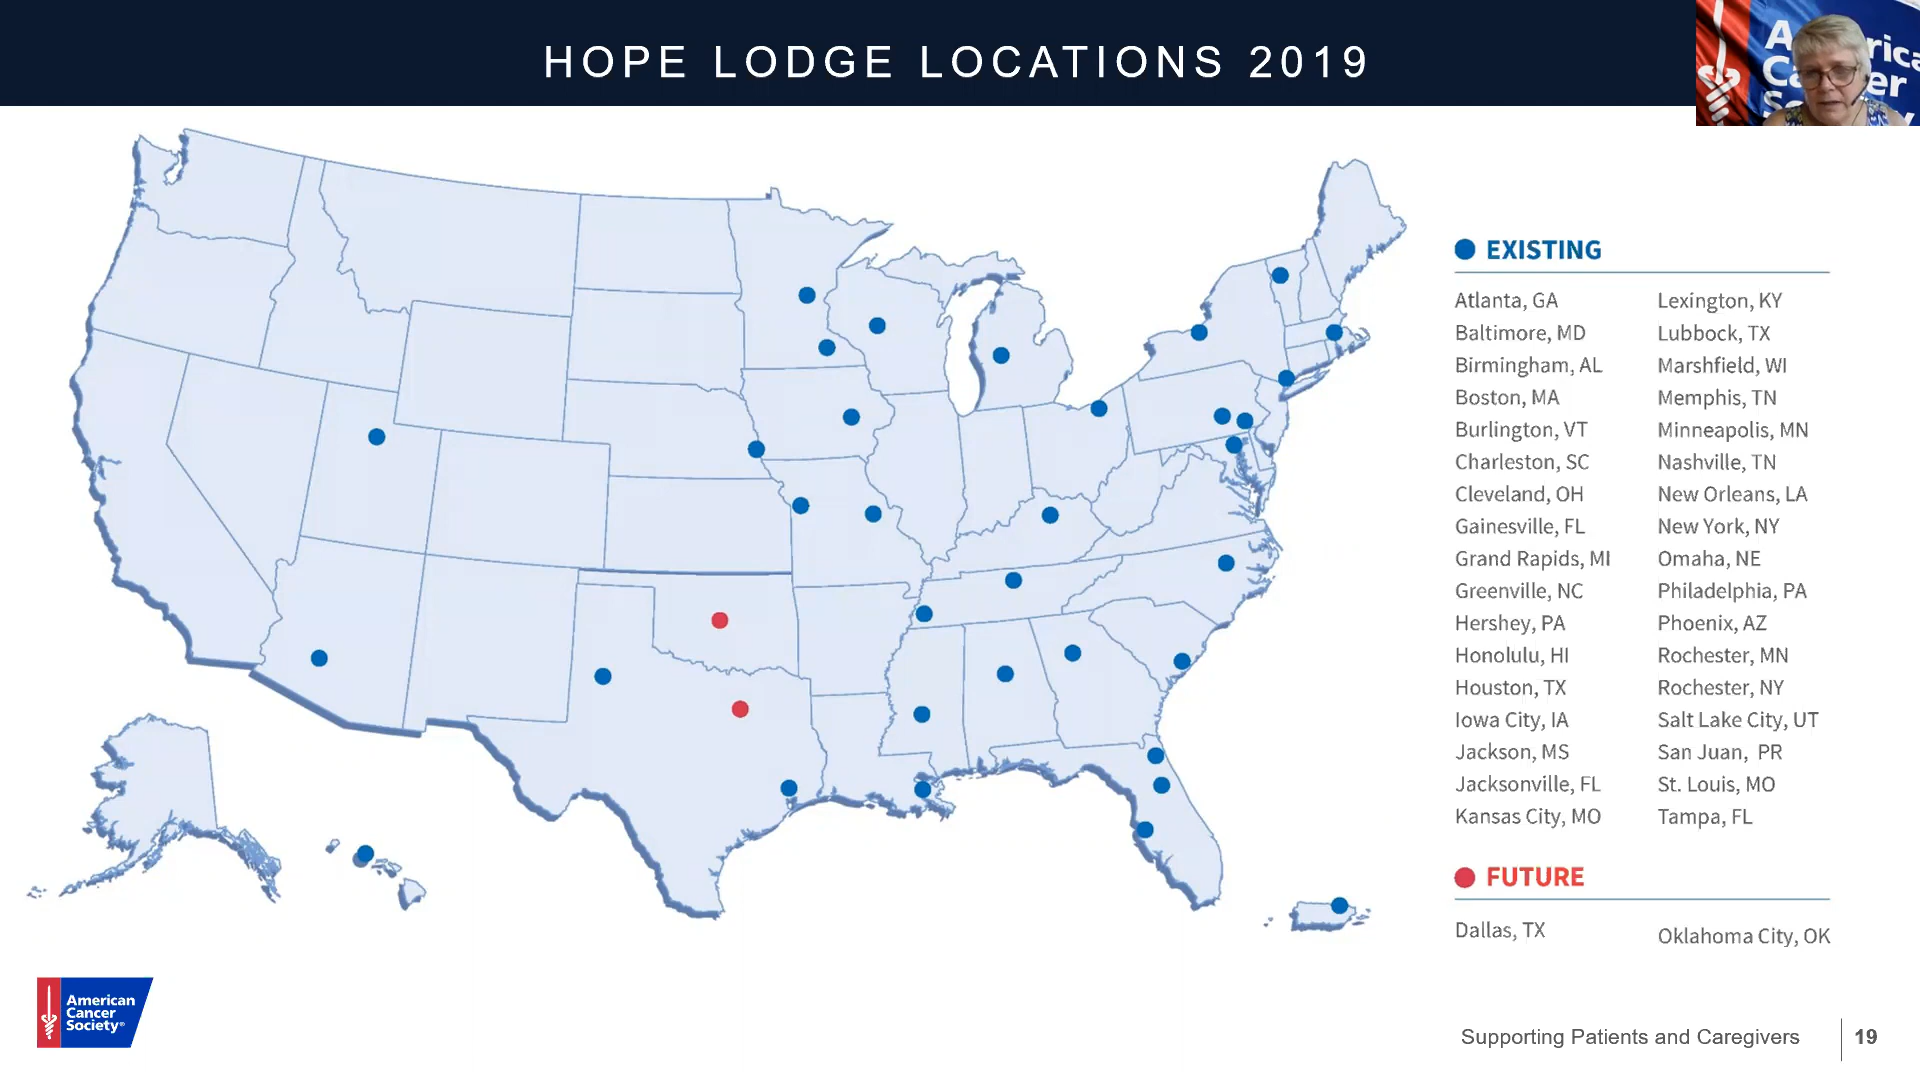 HOPE LODGE LOCATIONS 2019
EXISTING
Atlanta, GA
Baltimore, MD
Birmingham, AL
Boston, MA
Burlington, VT
Charleston, SC
Cleveland, OH
Gainesville, FL
Grand Rapids, MI
Greenville, NC
Hershey, PA
Honolulu, HI
Houston, TX
Iowa City, IA
Jackson, MS
Jacksonville, FL
Kansas City, MO
Lexington, KY
Lubbock, TX
Marshfield, WI
Memphis, TN
Minneapolis, MN
Nashville, TN
New Orleans, LA
New York, NY
Omaha, NE
Philadelphia, PA
Phoenix, AZ
Rochester, MN
Rochester, NY
Salt Lake City, UT
San Juan, PR
St. Louis, MO
Tampa, FL
FUTURE
Dallas, TX
Oklahoma City, OK
American
Cancer
Society®
Supporting Patients and Caregivers
19